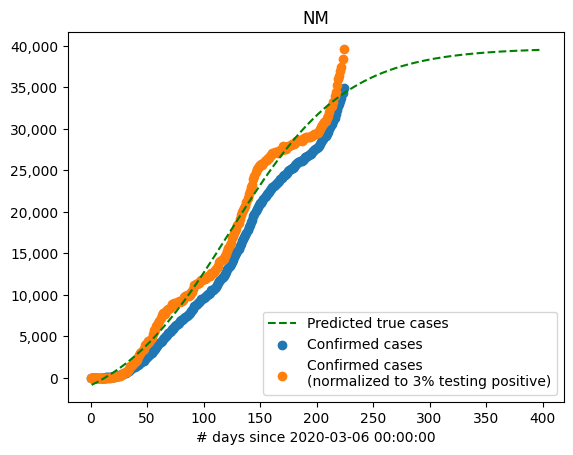 NM
40,000
35,000
30,000
25,000
20,000
15,000
10,000
5,000
0
Predicted true cases
Confirmed cases
Confirmed cases
(normalized to 3% testing positive)
0 50 100 150 200 250 300 350 400
# days since 2020-03-06 00:00:00